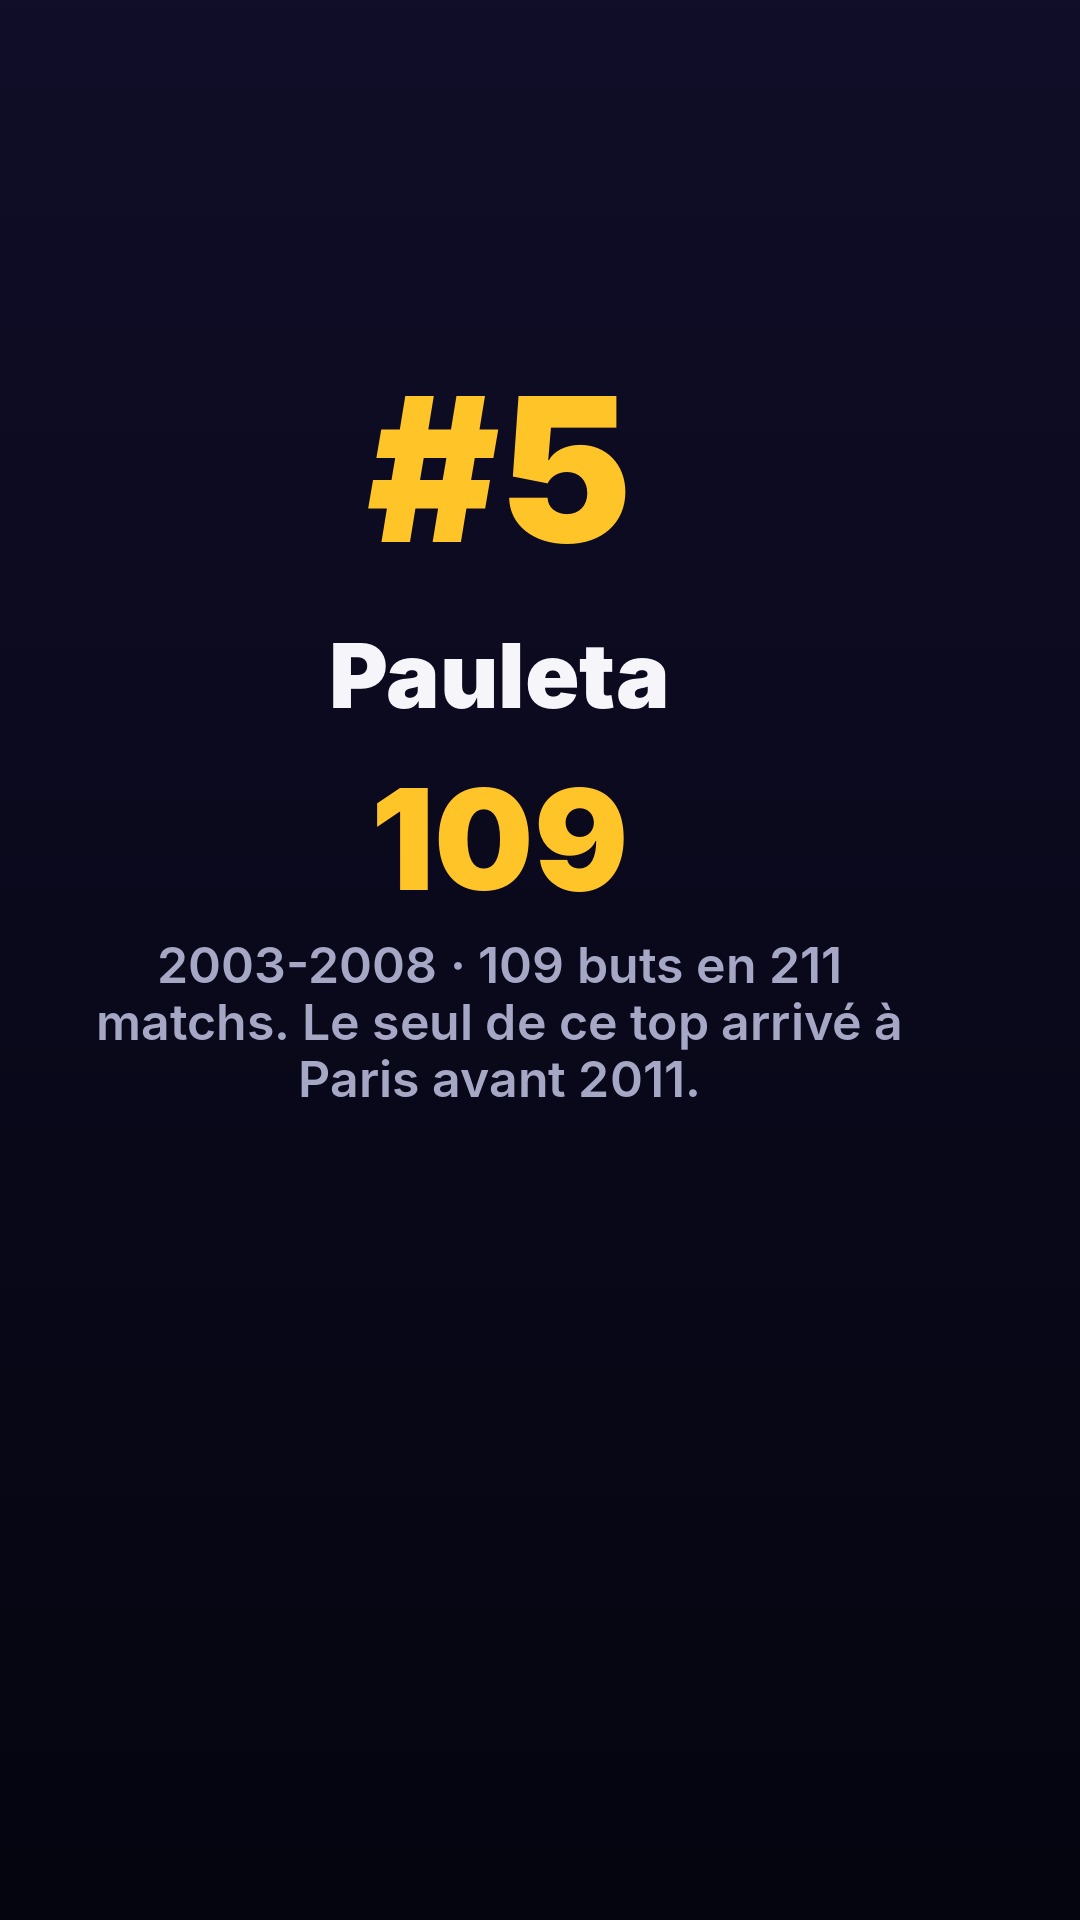 #5
Pauleta
109
2003-2008 · 109 buts en 211
matchs. Le seul de ce top arrivé à
Paris avant 2011.